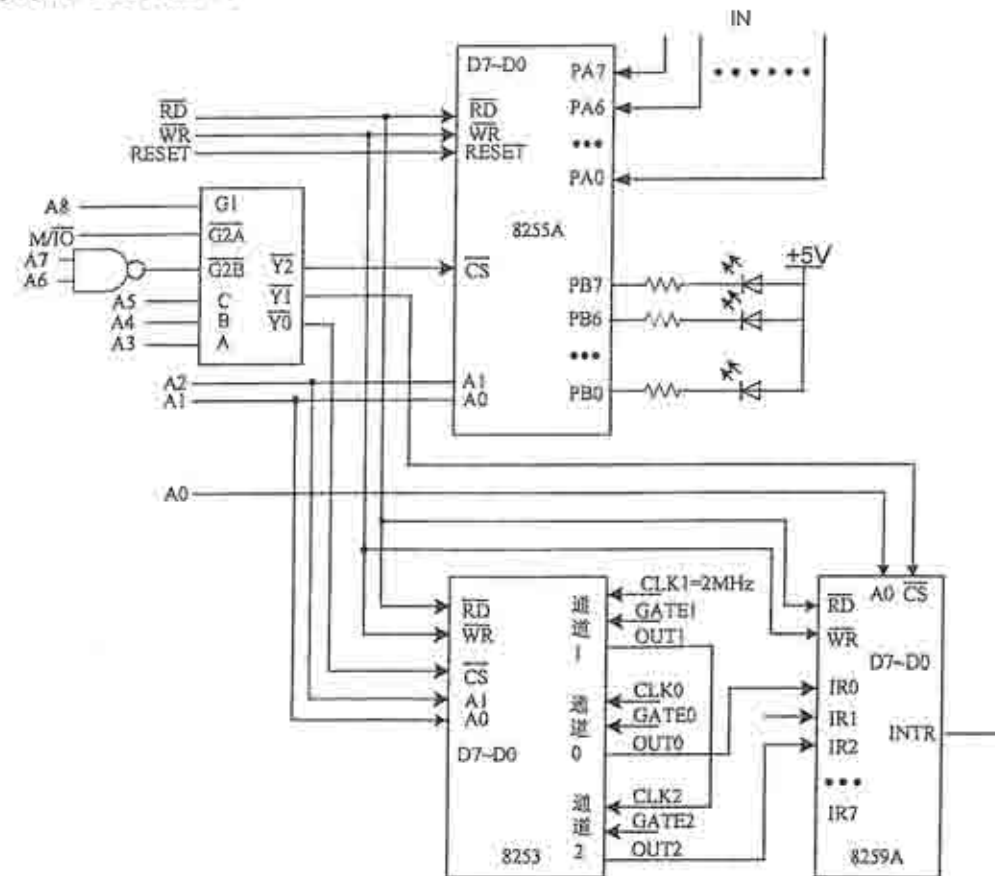 IN
D7~D0
PA7
PA6
RD
WR
RESET
RD
WR
RESET
PA0
8255A
A8
M/IO
A7
A6
A5
A4
A3
G1
G2A
G2B
C
B
A
Y2
Y1
Y0
CS
+5V
PB7
PB6
PB0
A2
A1
A1
A0
A0
CLK1=2MHz
GATE1
OUT1
通道1
RD
WR
CS
A1
A0
D7~D0
CLK0
GATE0
OUT0
通道0
CLK2
GATE2
OUT2
通道2
8253
A0 CS
RD
WR
D7~D0
IR0
IR1
IR2
IR7
INTR
8259A